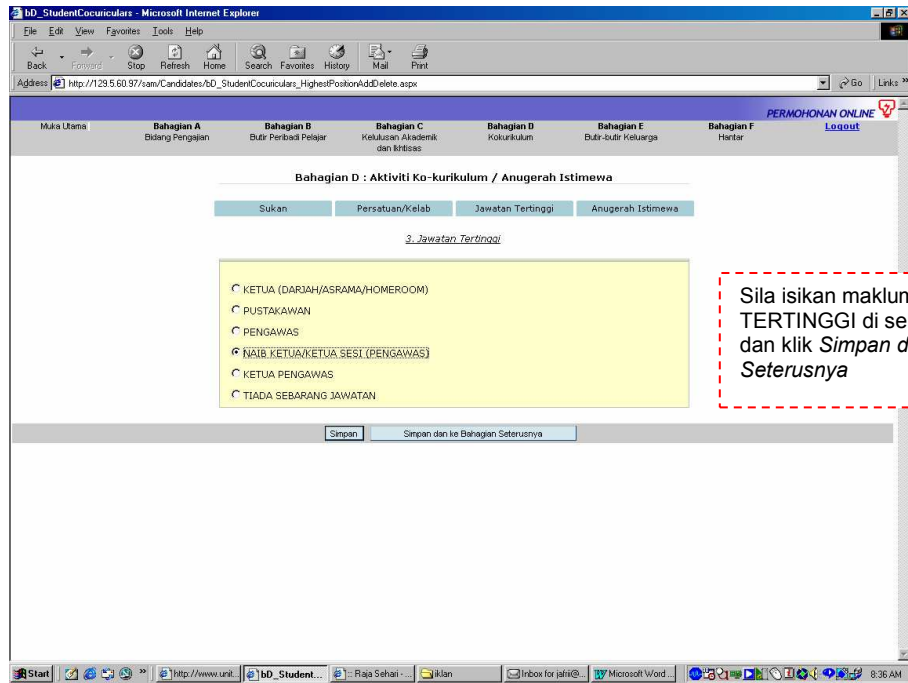 bD_StudentCocuriculars - Microsoft Internet Explorer
File Edit View Favorites Tools Help
Back Forward Stop Refresh Home Search Favorites History Mail Print
Address http://129.5.60.97/sam/Candidates/bD_StudentCocuriculars_HighestPositionAddDelete.aspx Go Links »
PERMOHONAN ONLINE
Muka Utama Bahagian A Bahagian B Bahagian C Bahagian D Bahagian E Bahagian F Logout
Bidang Pengajian Butir Peribadi Pelajar Kelulusan Akademik Kokurikulum Butir-butir Keluarga Hantar
dan Ikhtisas
Bahagian D : Aktiviti Ko-kurikulum / Anugerah Istimewa
Sukan Persatuan/Kelab Jawatan Tertinggi Anugerah Istimewa
3. Jawatan Tertinggi
KETUA (DARJAH/ASRAMA/HOMEROOM)
PUSTAKAWAN
PENGAWAS
NAIB KETUA/KETUA SESI (PENGAWAS)
KETUA PENGAWAS
TIADA SEBARANG JAWATAN
Sila isikan maklum
TERTINGGI di se
dan klik Simpan d
Seterusnya
Simpan Simpan dan ke Bahagian Seterusnya
Start » http://www.unit... bD_Student... :: Raja Sehari - ... iklan Inbox for jafrii@... Microsoft Word ... 8:36 AM